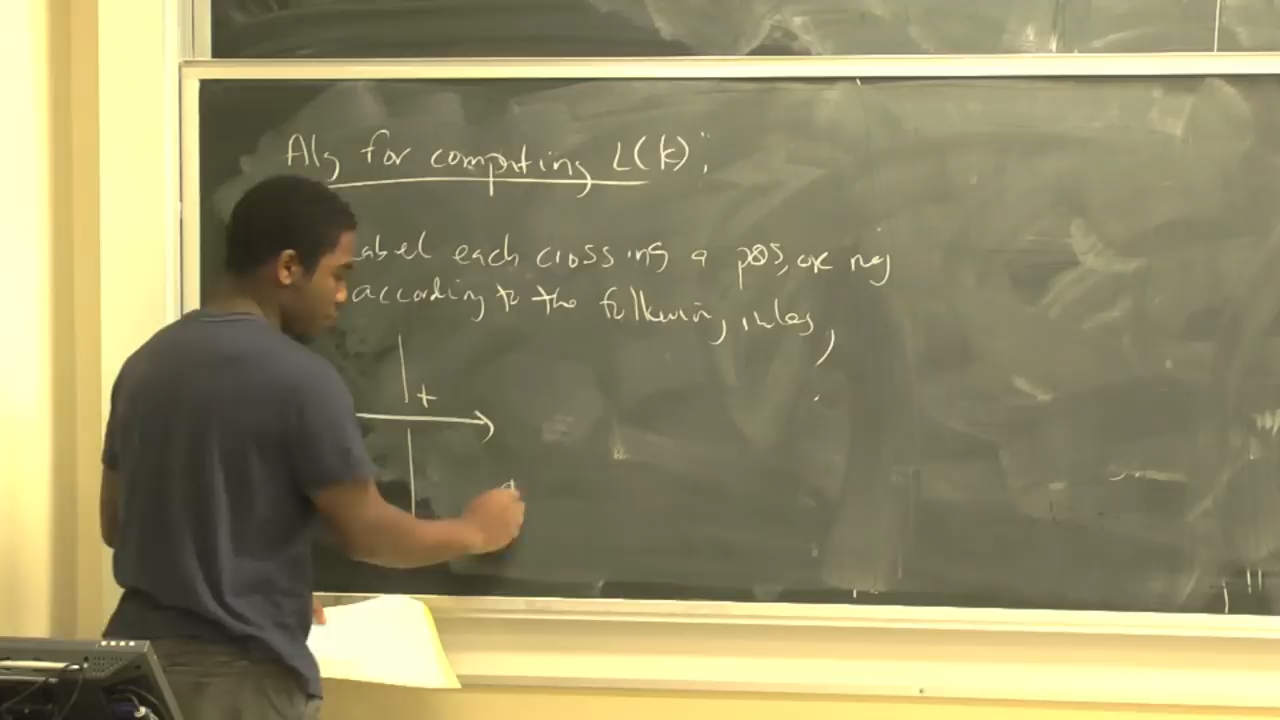 Alg for computing L(k):
Label each crossing a pos, or neg
according to the following rules,
+